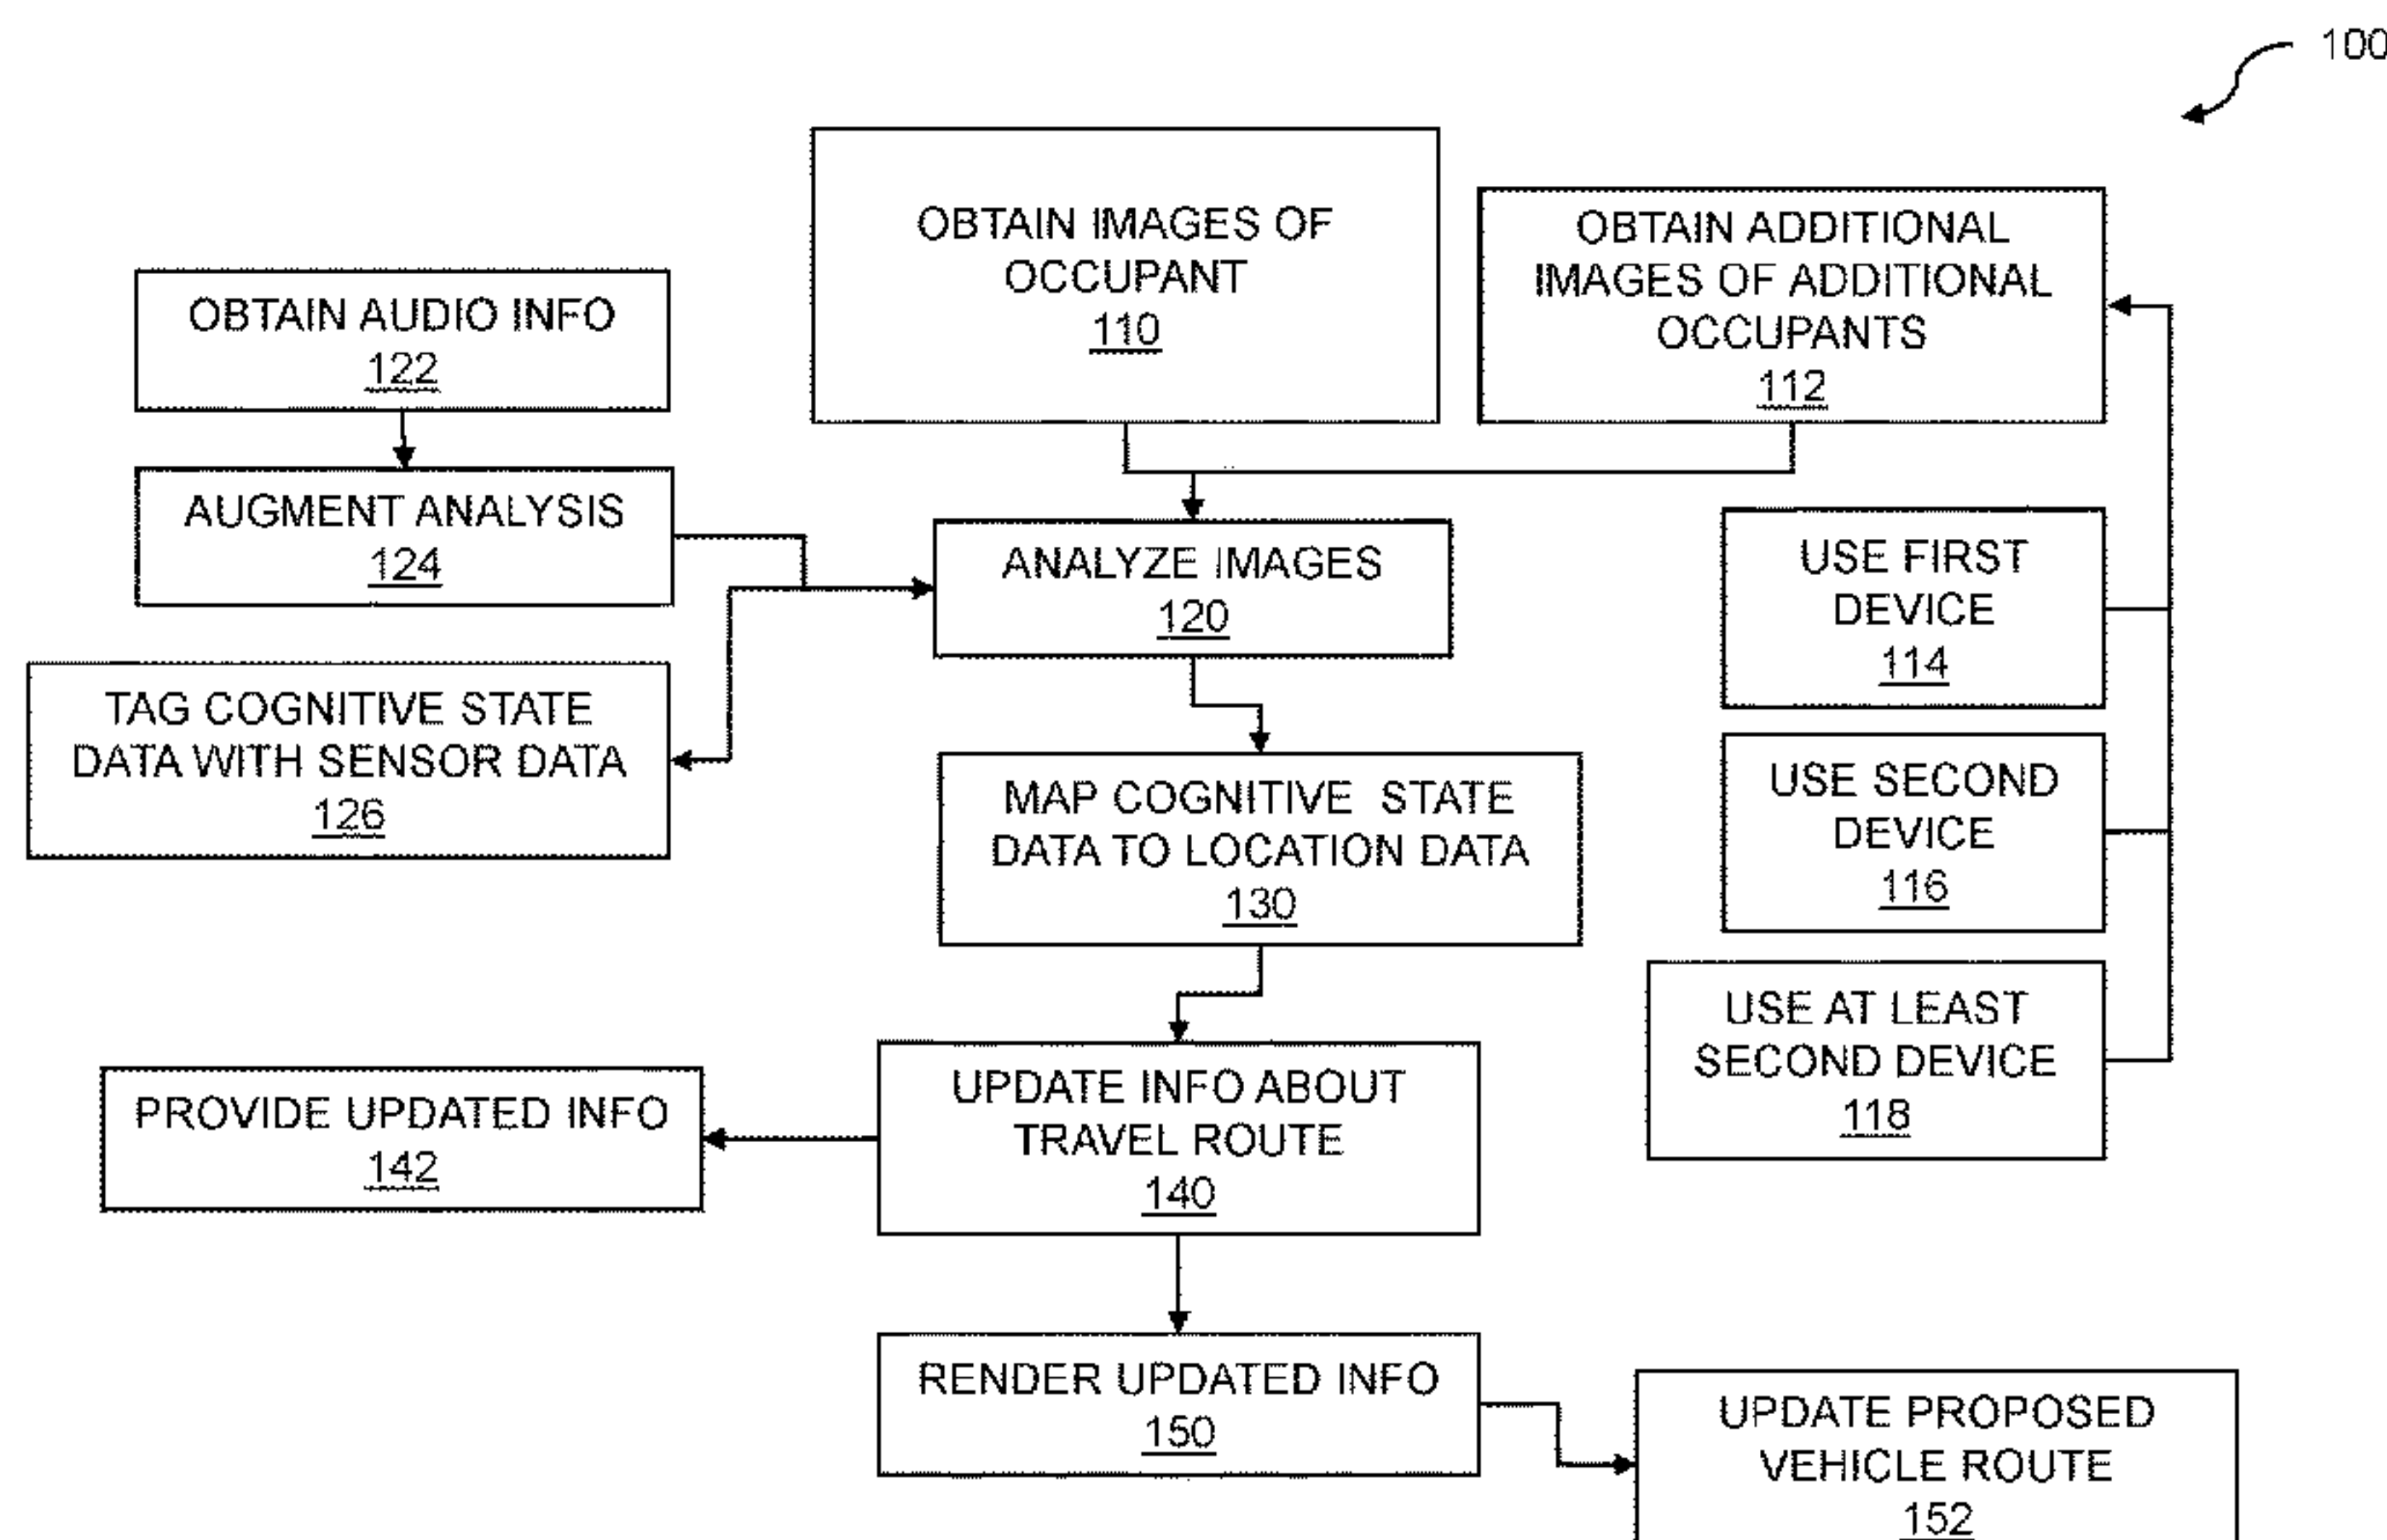 100
OBTAIN IMAGES OF
OCCUPANT
110
OBTAIN ADDITIONAL
IMAGES OF ADDITIONAL
OCCUPANTS
112
OBTAIN AUDIO INFO
122
AUGMENT ANALYSIS
124
ANALYZE IMAGES
120
USE FIRST
DEVICE
114
TAG COGNITIVE STATE
DATA WITH SENSOR DATA
126
MAP COGNITIVE STATE
DATA TO LOCATION DATA
130
USE SECOND
DEVICE
116
USE AT LEAST
SECOND DEVICE
118
PROVIDE UPDATED INFO
142
UPDATE INFO ABOUT
TRAVEL ROUTE
140
RENDER UPDATED INFO
150
UPDATE PROPOSED
VEHICLE ROUTE
152